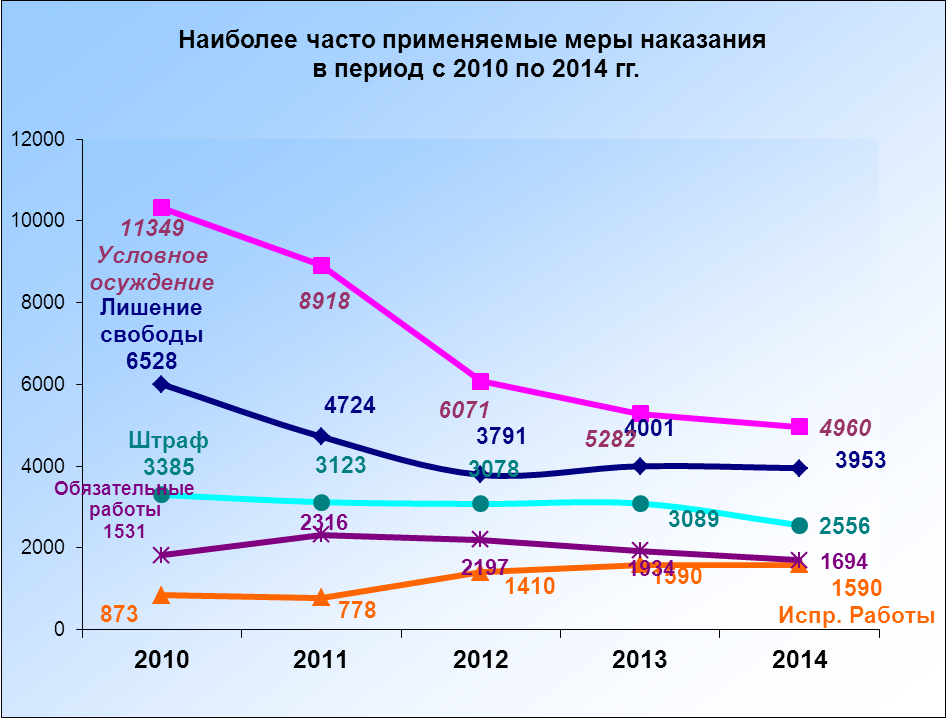 Наиболее часто применяемые меры наказания
в период с 2010 по 2014 гг.
12000
10000
8000
6000
4000
2000
0
11349
Условное
осуждение
8918
6071
5282
4960
Лишение
свободы
6528
4724
3791
4001
3953
Штраф
3385
3123
3078
3089
2556
Обязательные
работы
1531
2316
2197
1934
1694
873
778
1410
1590
1590
Испр. Работы
2010 2011 2012 2013 2014